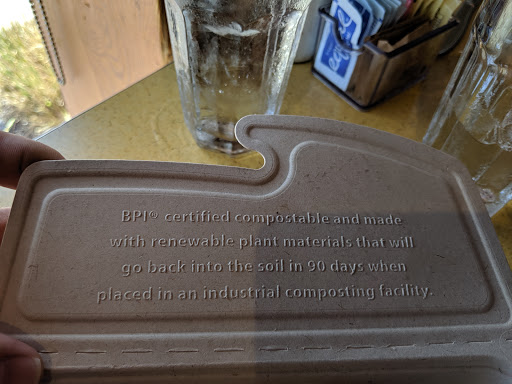 BPI® certified compostable and made
with renewable plant materials that will
go back into the soil in 90 days when
placed in an industrial composting facility.